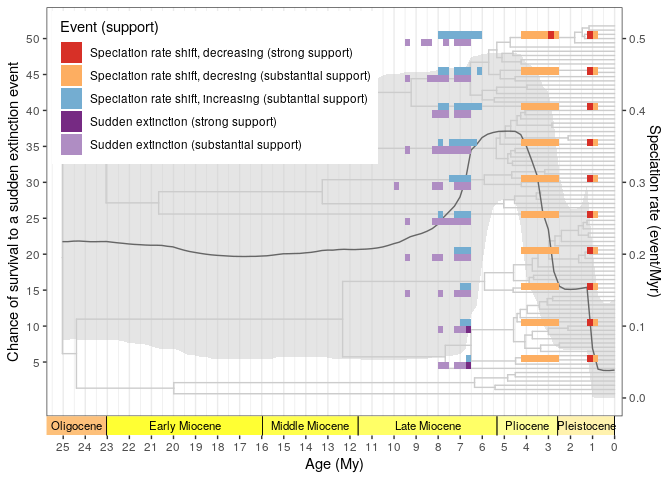 Event (support)
Speciation rate shift, decreasing (strong support)
Speciation rate shift, decresing (substantial support)
Speciation rate shift, increasing (subtantial support)
Sudden extinction (strong support)
Sudden extinction (substantial support)
Chance of survival to a sudden extinction event
50
45
40
35
30
25
20
15
10
5
0.5
0.4
0.3
0.2
0.1
0.0
Speciation rate (event/Myr)
Oligocene Early Miocene Middle Miocene Late Miocene Pliocene Pleistocene
25 24 23 22 21 20 19 18 17 16 15 14 13 12 11 10 9 8 7 6 5 4 3 2 1 0
Age (My)